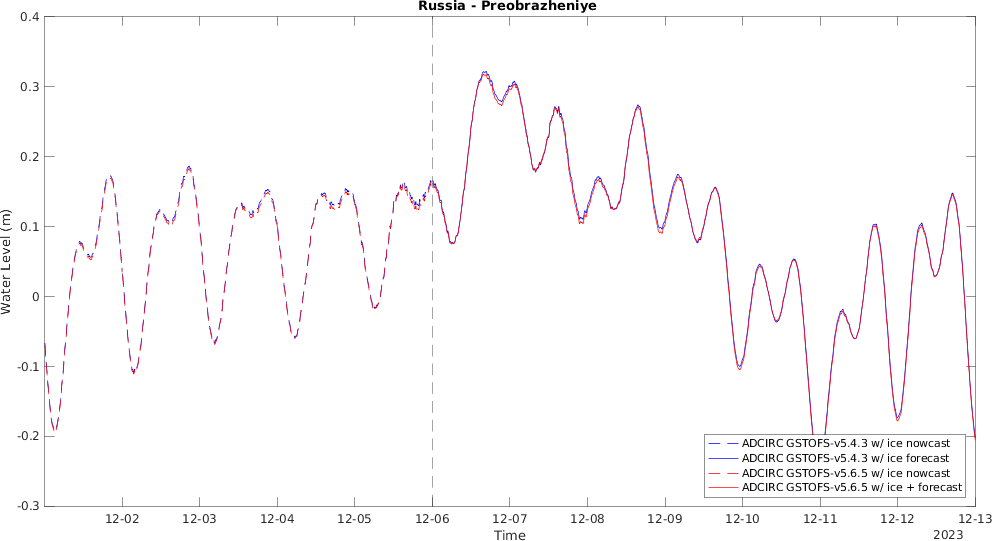 Russia - Preobrazheniye
0.4
0.3
0.2
0.1
0
-0.1
-0.2
-0.3
Water Level (m)
12-02 12-03 12-04 12-05 12-06 12-07 12-08 12-09 12-10 12-11 12-12 12-13
Time
2023
ADCIRC GSTOFS-v5.4.3 w/ ice nowcast
ADCIRC GSTOFS-v5.4.3 w/ ice forecast
ADCIRC GSTOFS-v5.6.5 w/ ice nowcast
ADCIRC GSTOFS-v5.6.5 w/ ice + forecast